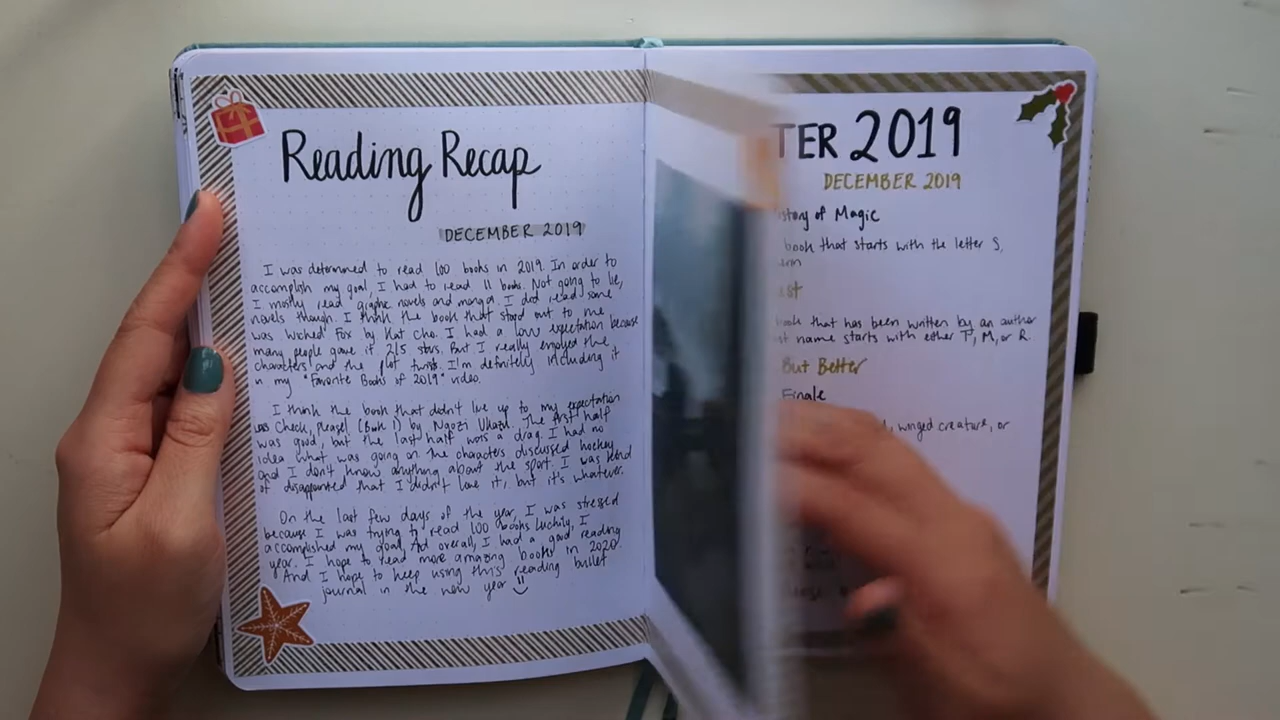 Reading Recap
DECEMBER 2019
I was determined to read 100 books in 2019. In order to
accomplish my goal, I had to read 11 books. Not going to lie,
I mostly read graphic novels and manga. I did read some
novels though. I think the book that stood out to me
was Wicked Fox by Kat Cho. I had a low expectation because
many people gave it 2/5 stars. But I really enjoyed the
characters and the plot twists. I'm definitely including it
in my "Favorite Books of 2019" video.
I think the book that didn't live up to my expectation
was Check, Please! (Book 1) by Ngozi Ukazu. The first half
was good, but the last half was a drag. I had no
idea what was going on the characters discussed hockey
and I don't know anything about the sport. I was kind
of disappointed that I didn't love it, but it's whatever.
On the last few days of the year, I was stressed
because I was trying to read 100 books luckily, I
accomplished my goal. And overall, I had a good reading
year. I hope to read more amazing books in 2020.
And I hope to keep using this reading bullet
journal in the new year
TER 2019
DECEMBER 2019
istory of Magic
book that starts with the letter S,
book that has been written by an author
st name starts with either T, M, or R.
But Better
Finale
winged creature, or